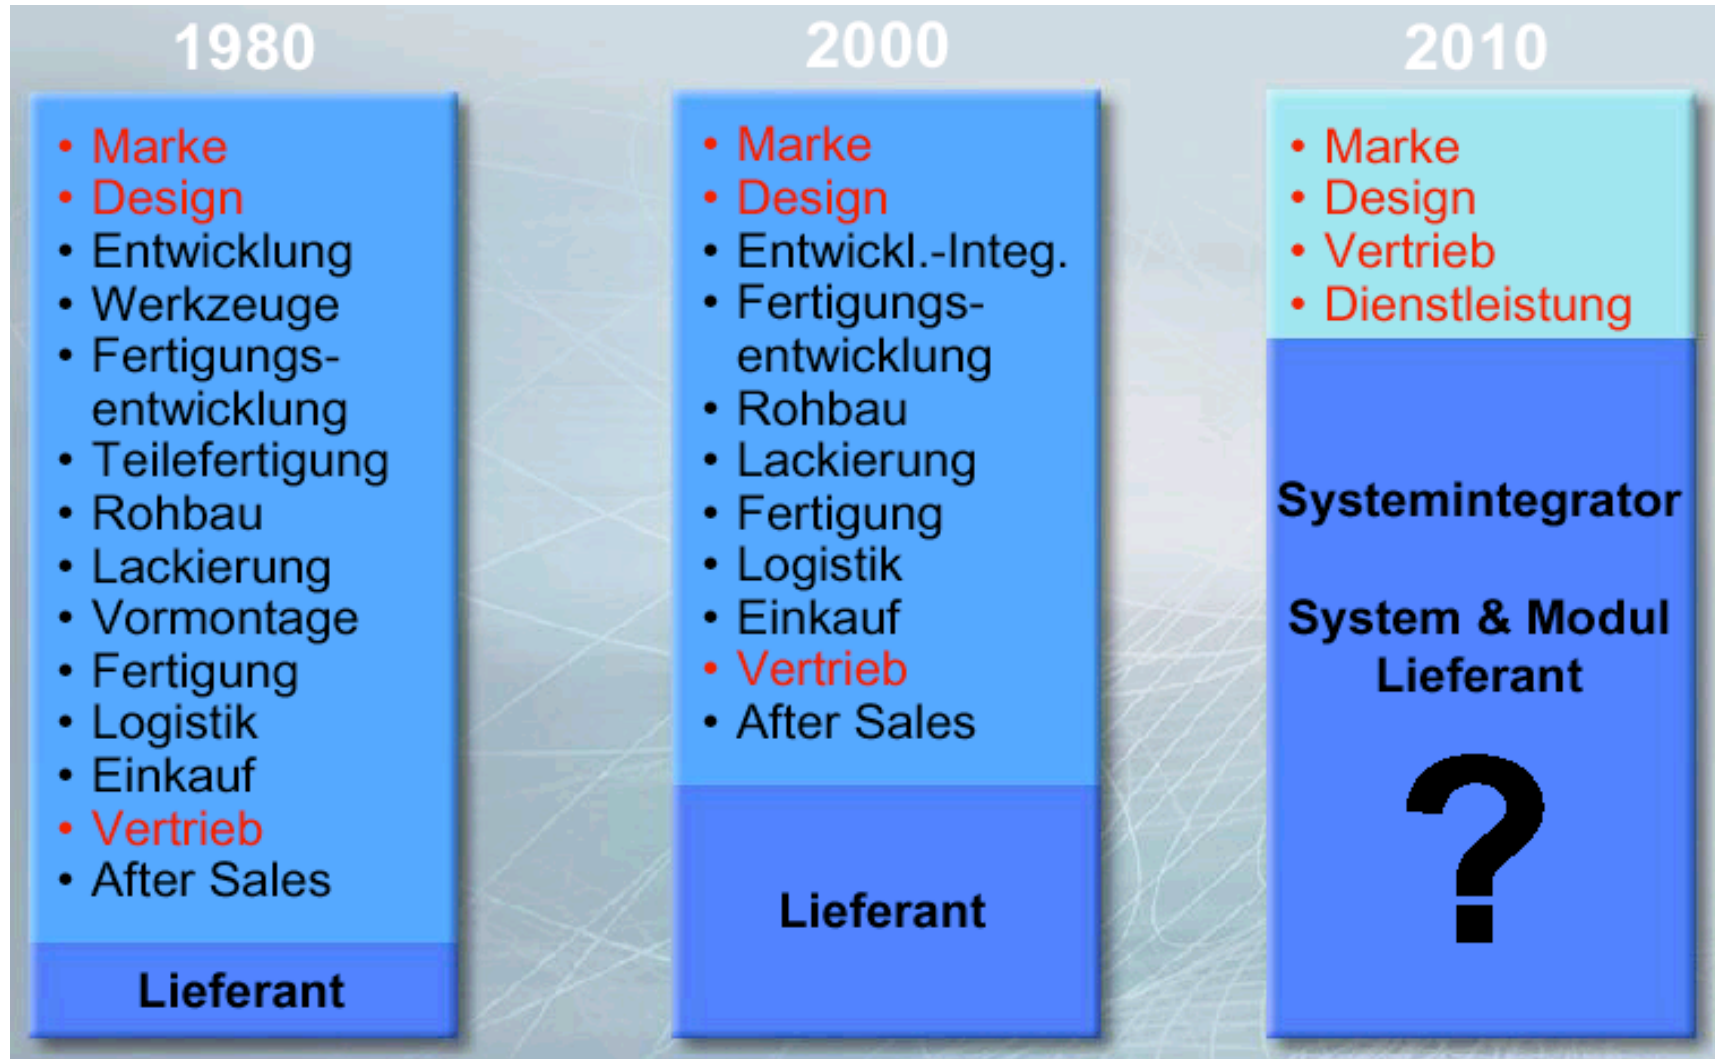 1980
• Marke
• Design
• Entwicklung
• Werkzeuge
• Fertigungs-
entwicklung
• Teilefertigung
• Rohbau
• Lackierung
• Vormontage
• Fertigung
• Logistik
• Einkauf
• Vertrieb
• After Sales
Lieferant
2000
• Marke
• Design
• Entwickl.-Integ.
• Fertigungs-
entwicklung
• Rohbau
• Lackierung
• Fertigung
• Logistik
• Einkauf
• Vertrieb
• After Sales
Lieferant
2010
• Marke
• Design
• Vertrieb
• Dienstleistung
Systemintegrator
System & Modul
Lieferant
?